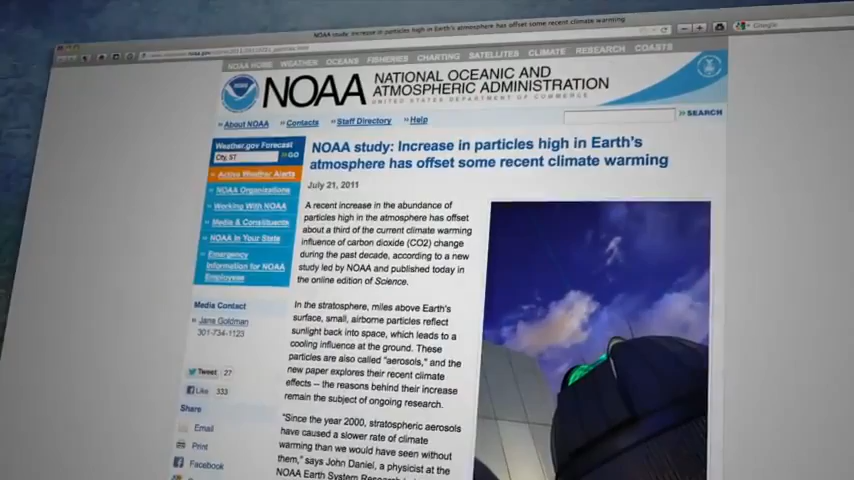 NOAA study: Increase in particles high in Earth's atmosphere has offset some recent climate warming
Google
NOAA HOME WEATHER OCEANS FISHERIES CHARTING SATELLITES CLIMATE RESEARCH COASTS
NOAA NATIONAL OCEANIC AND
ATMOSPHERIC ADMINISTRATION
UNITED STATES DEPARTMENT OF COMMERCE
About NOAA Contacts Staff Directory Help
SEARCH
Weather.gov Forecast
City, ST GO
Active Weather Alerts
NOAA Organizations
Working With NOAA
Media & Constituents
NOAA In Your State
Emergency
Information for NOAA
Employees
Media Contact
Jana Goldman
301-734-1123
Tweet 27
Like 333
Share
Email
Print
Facebook
NOAA study: Increase in particles high in Earth's
atmosphere has offset some recent climate warming
July 21, 2011
A recent increase in the abundance of
particles high in the atmosphere has offset
about a third of the current climate warming
influence of carbon dioxide (CO2) change
during the past decade, according to a new
study led by NOAA and published today in
the online edition of Science.
In the stratosphere, miles above Earth's
surface, small, airborne particles reflect
sunlight back into space, which leads to a
cooling influence at the ground. These
particles are also called "aerosols," and the
new paper explores their recent climate
effects -- the reasons behind their increase
remain the subject of ongoing research.
"Since the year 2000, stratospheric aerosols
have caused a slower rate of climate
warming than we would have seen without
them," says John Daniel, a physicist at the
NOAA Earth System